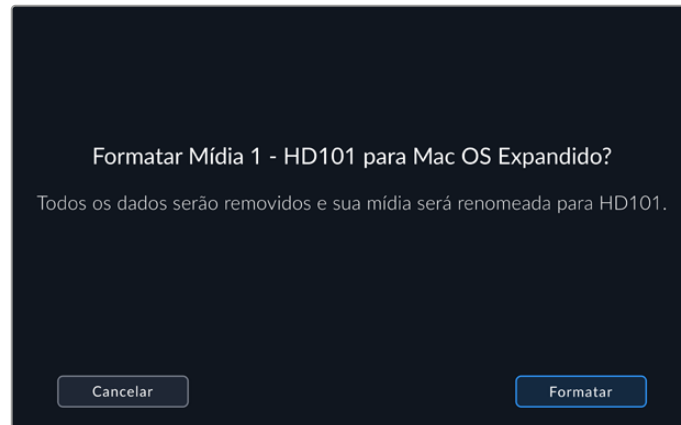 Formatar Mídia 1 - HD101 para Mac OS Expandido?
Todos os dados serão removidos e sua mídia será renomeada para HD101.
Cancelar
Formatar